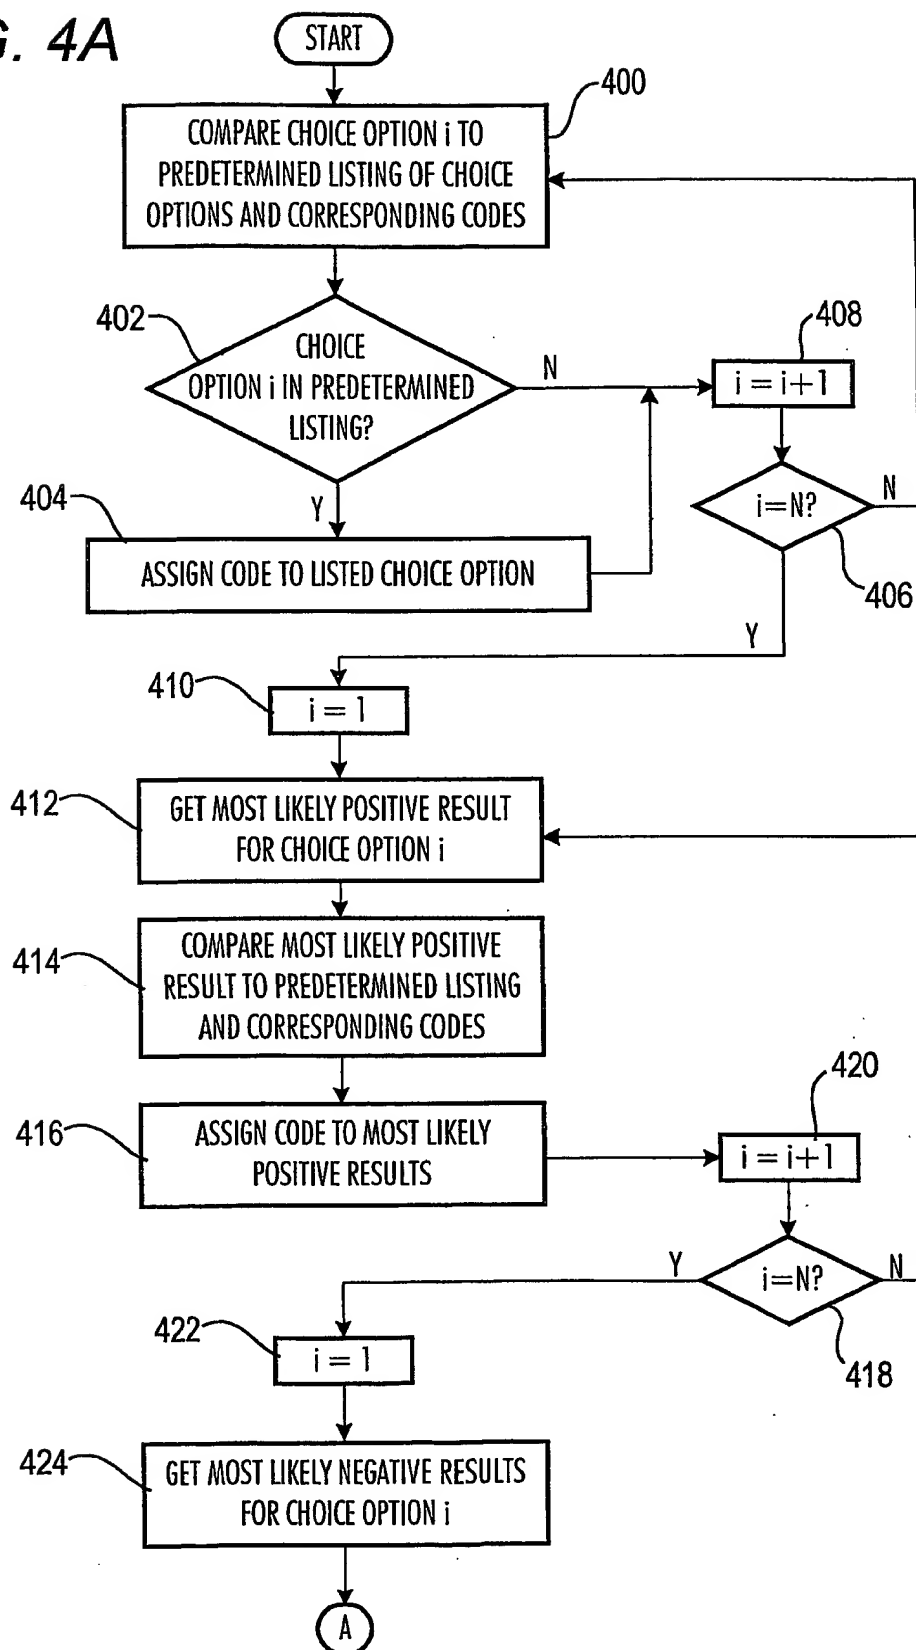 G. 4A
START
400
COMPARE CHOICE OPTION i TO
PREDETERMINED LISTING OF CHOICE
OPTIONS AND CORRESPONDING CODES
402
CHOICE
OPTION i IN PREDETERMINED
LISTING?
N
408
i = i+1
Y
404
ASSIGN CODE TO LISTED CHOICE OPTION
i=N?
N
406
Y
410
i = 1
412
GET MOST LIKELY POSITIVE RESULT
FOR CHOICE OPTION i
414
COMPARE MOST LIKELY POSITIVE
RESULT TO PREDETERMINED LISTING
AND CORRESPONDING CODES
416
ASSIGN CODE TO MOST LIKELY
POSITIVE RESULTS
420
i = i+1
Y
i=N?
N
418
422
i = 1
424
GET MOST LIKELY NEGATIVE RESULTS
FOR CHOICE OPTION i
A